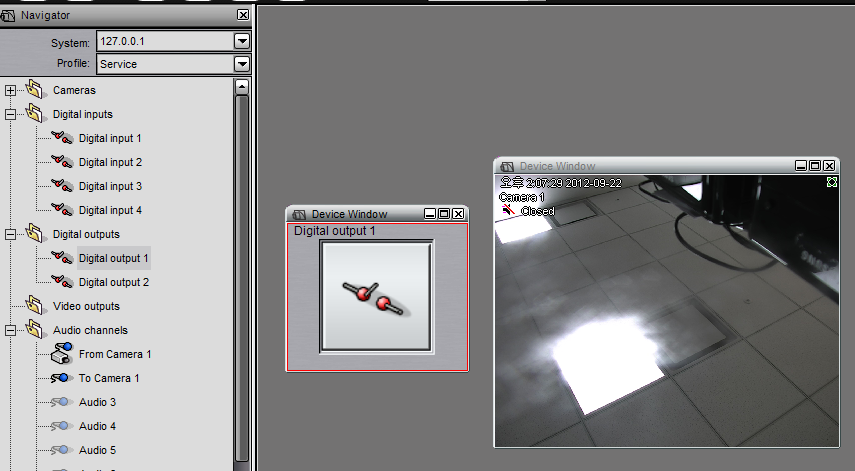 Navigator
System: 127.0.0.1
Profile: Service
Cameras
Digital inputs
Digital input 1
Digital input 2
Digital input 3
Digital input 4
Digital outputs
Digital output 1
Digital output 2
Video outputs
Audio channels
From Camera 1
To Camera 1
Audio 3
Audio 4
Audio 5
Device Window
Digital output 1
Device Window
오후 2:07:29 2012-09-22
Camera 1
Closed